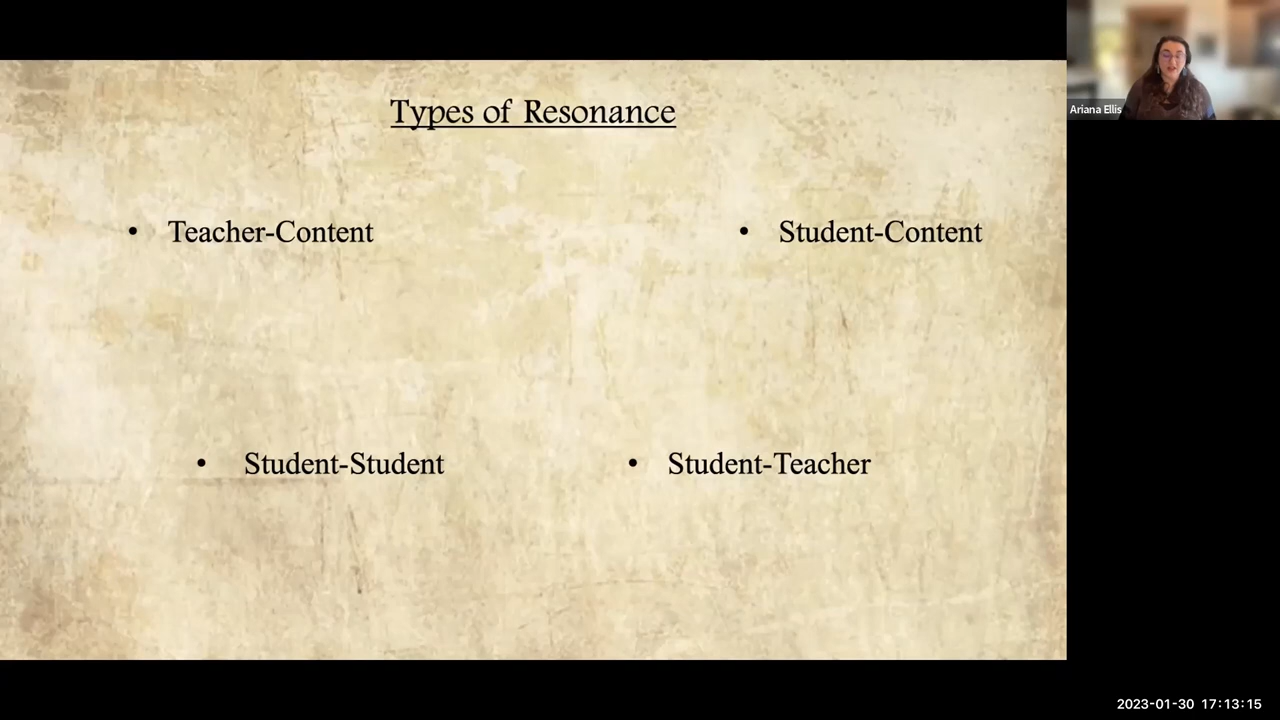 Types of Resonance
Ariana Ellis
• Teacher-Content
• Student-Content
• Student-Student
• Student-Teacher
2023-01-30 17:13:15